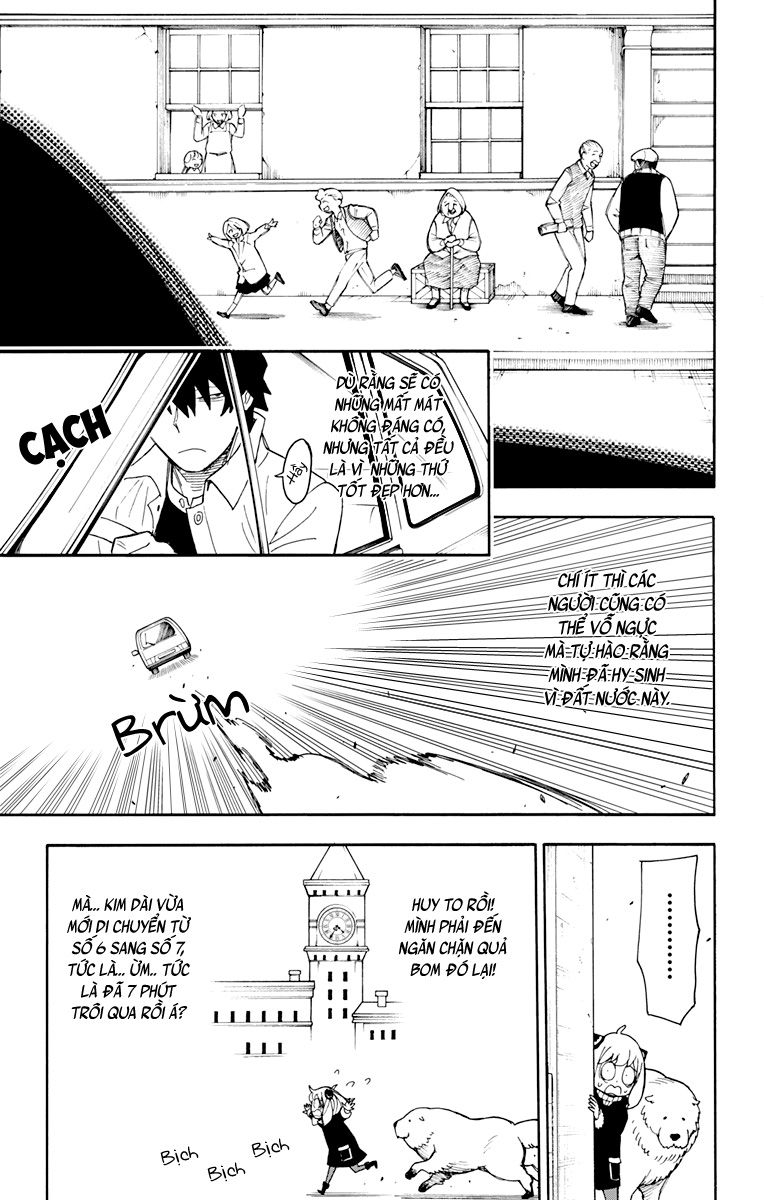 CẠCH
DÙ RẰNG SẼ CÓ
NHỮNG MẤT MÁT
KHÔNG ĐÁNG CÓ,
NHƯNG TẤT CẢ ĐỀU
LÀ VÌ NHỮNG THỨ
TỐT ĐẸP HƠN...
Hầy
CHÍ ÍT THÌ CÁC
NGƯỜI CŨNG CÓ
THỂ VỖ NGỰC
MÀ TỰ HÀO RẰNG
MÌNH ĐÃ HY SINH
VÌ ĐẤT NƯỚC NÀY.
Brừm
MÀ... KIM DÀI VỪA
MỚI DI CHUYỂN TỪ
SỐ 6 SANG SỐ 7,
TỨC LÀ... ỪM.. TỨC
LÀ ĐÃ 7 PHÚT
TRÔI QUA RỒI Á?
HUY TO RỒI!
MÌNH PHẢI ĐẾN
NGĂN CHẶN QUẢ
BOM ĐÓ LẠI!
.........
Bịch
Bịch
Bịch